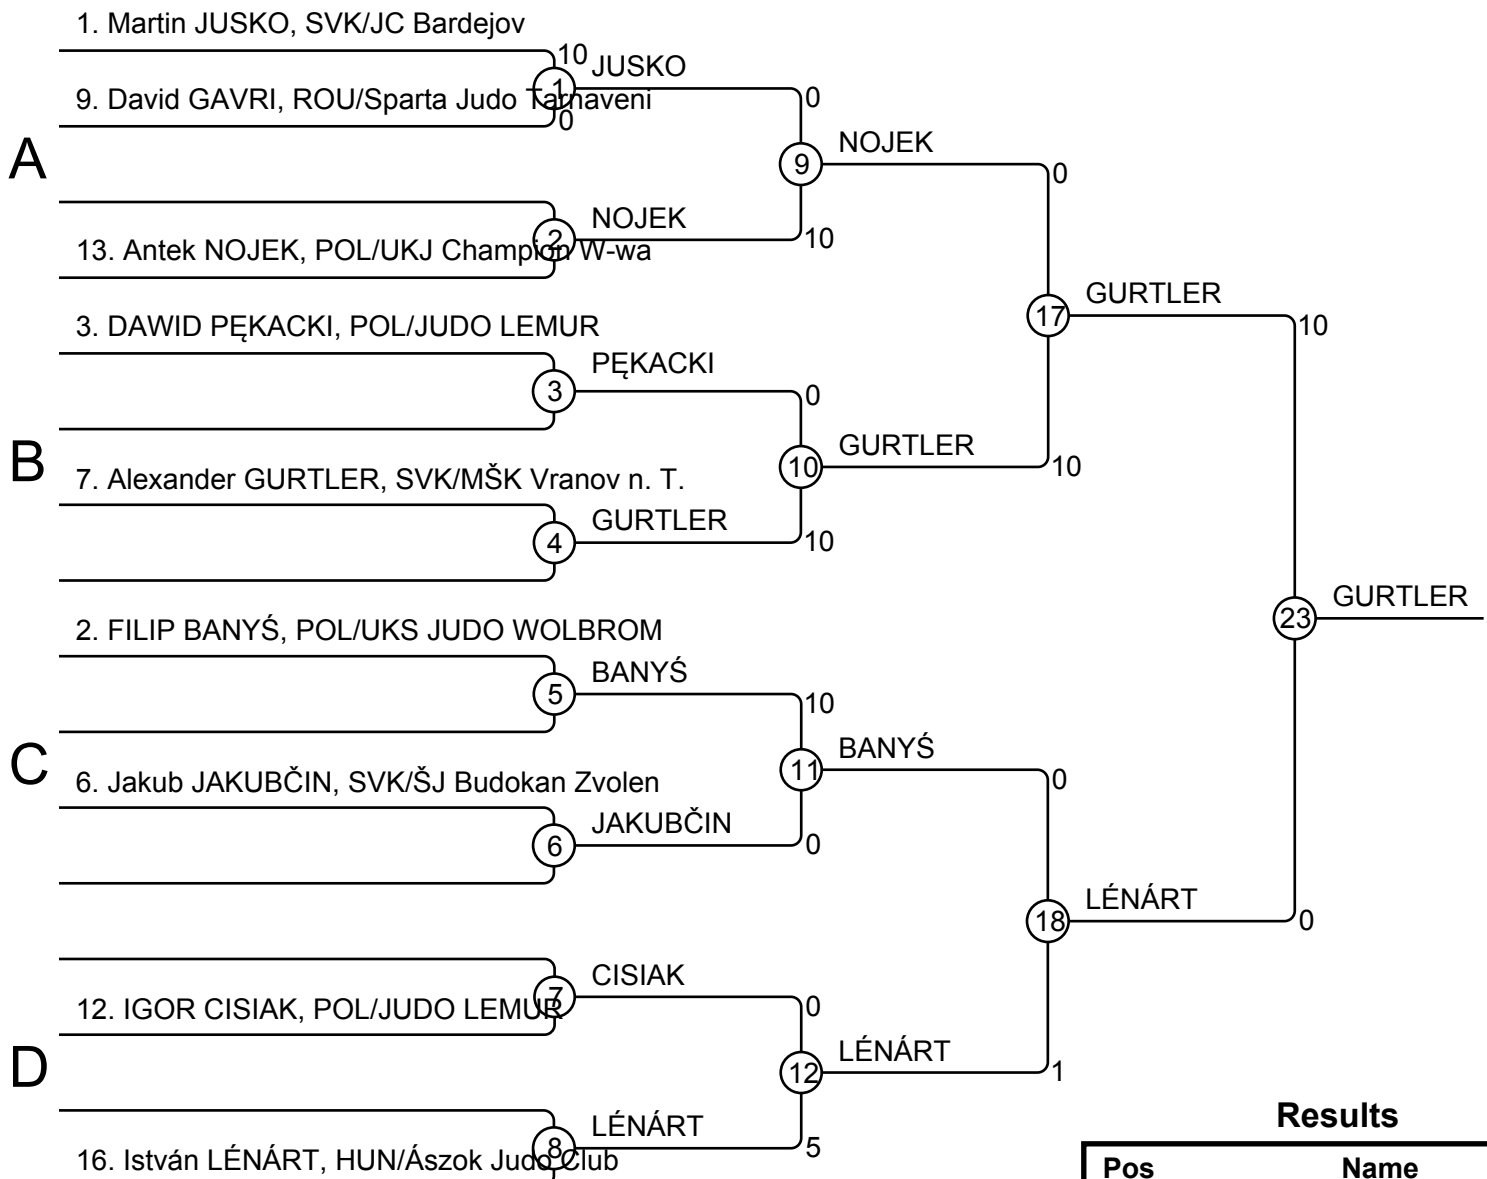 1. Martin JUSKO, SVK/JC Bardejov
10
JUSKO
1
9. David GAVRI, ROU/Sparta Judo Tarnaveni
0
0
A
NOJEK
9
0
NOJEK
2
10
13. Antek NOJEK, POL/UKJ Champion W-wa
GURTLER
17
10
3. DAWID PĘKACKI, POL/JUDO LEMUR
PĘKACKI
3
0
B
GURTLER
10
10
7. Alexander GURTLER, SVK/MŠK Vranov n. T.
GURTLER
4
10
GURTLER
23
2. FILIP BANYŚ, POL/UKS JUDO WOLBROM
BANYŚ
5
10
C
BANYŚ
11
0
6. Jakub JAKUBČIN, SVK/ŠJ Budokan Zvolen
JAKUBČIN
6
0
LÉNÁRT
18
0
CISIAK
7
0
12. IGOR CISIAK, POL/JUDO LEMUR
D
LÉNÁRT
12
1
LÉNÁRT
8
5
16. István LÉNÁRT, HUN/Ászok Judo Club
Results
Pos Name